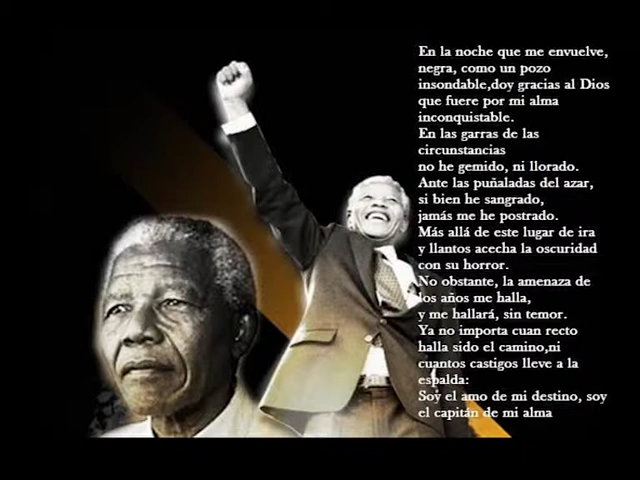 En la noche que me envuelve,
negra, como un pozo
insondable,doy gracias al Dios
que fuere por mi alma
inconquistable.
En las garras de las
circunstancias
no he gemido, ni llorado.
Ante las puñaladas del azar,
si bien he sangrado,
jamás me he postrado.
Más allá de este lugar de ira
y llantos acecha la oscuridad
con su horror.
No obstante, la amenaza de
los años me halla,
y me hallará, sin temor.
Ya no importa cuan recto
halla sido el camino,ni
cuantos castigos lleve a la
espalda:
Soy el amo de mi destino, soy
el capitán de mi alma